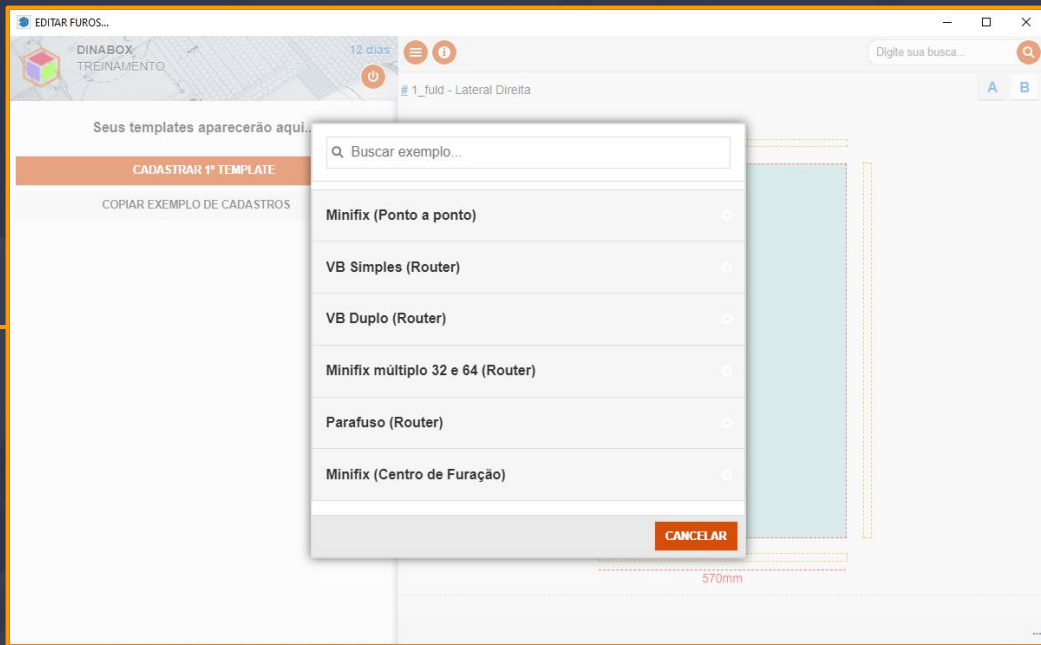 EDITAR FUROS...
DINABOX
TREINAMENTO
12 dias
Digite sua busca...
# 1_fuld - Lateral Direita
A B
Seus templates aparecerão aqui...
CADASTRAR 1º TEMPLATE
COPIAR EXEMPLO DE CADASTROS
Buscar exemplo...
Minifix (Ponto a ponto)
VB Simples (Router)
VB Duplo (Router)
Minifix múltiplo 32 e 64 (Router)
Parafuso (Router)
Minifix (Centro de Furação)
CANCELAR
570mm
...